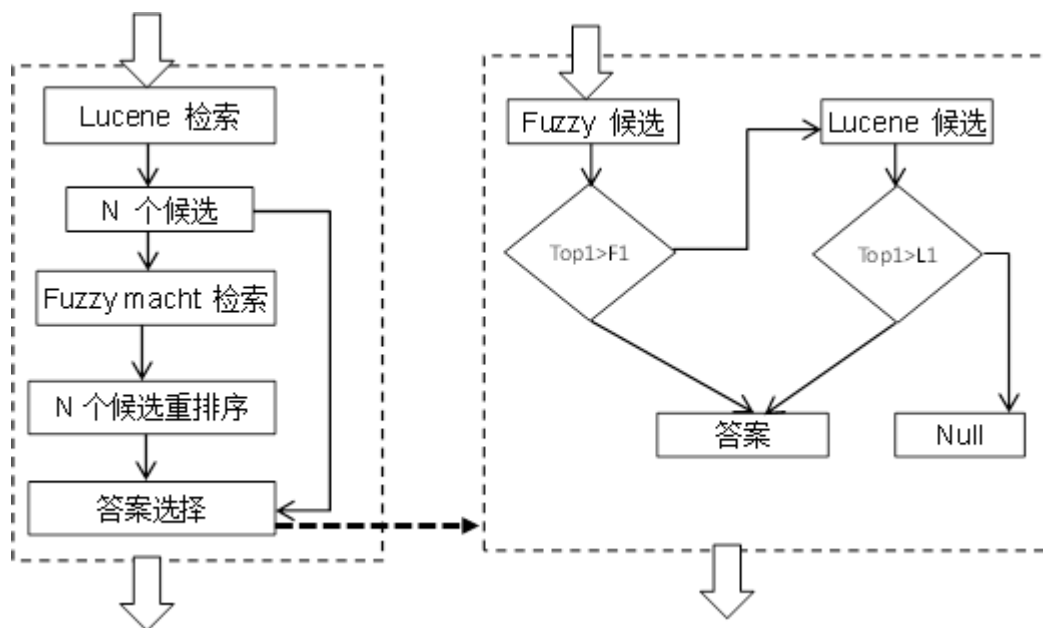 Lucene 检索
N 个候选
Fuzzy macht 检索
N 个候选重排序
答案选择
Fuzzy 候选
Lucene 候选
Top1>F1
Top1>L1
答案
Null